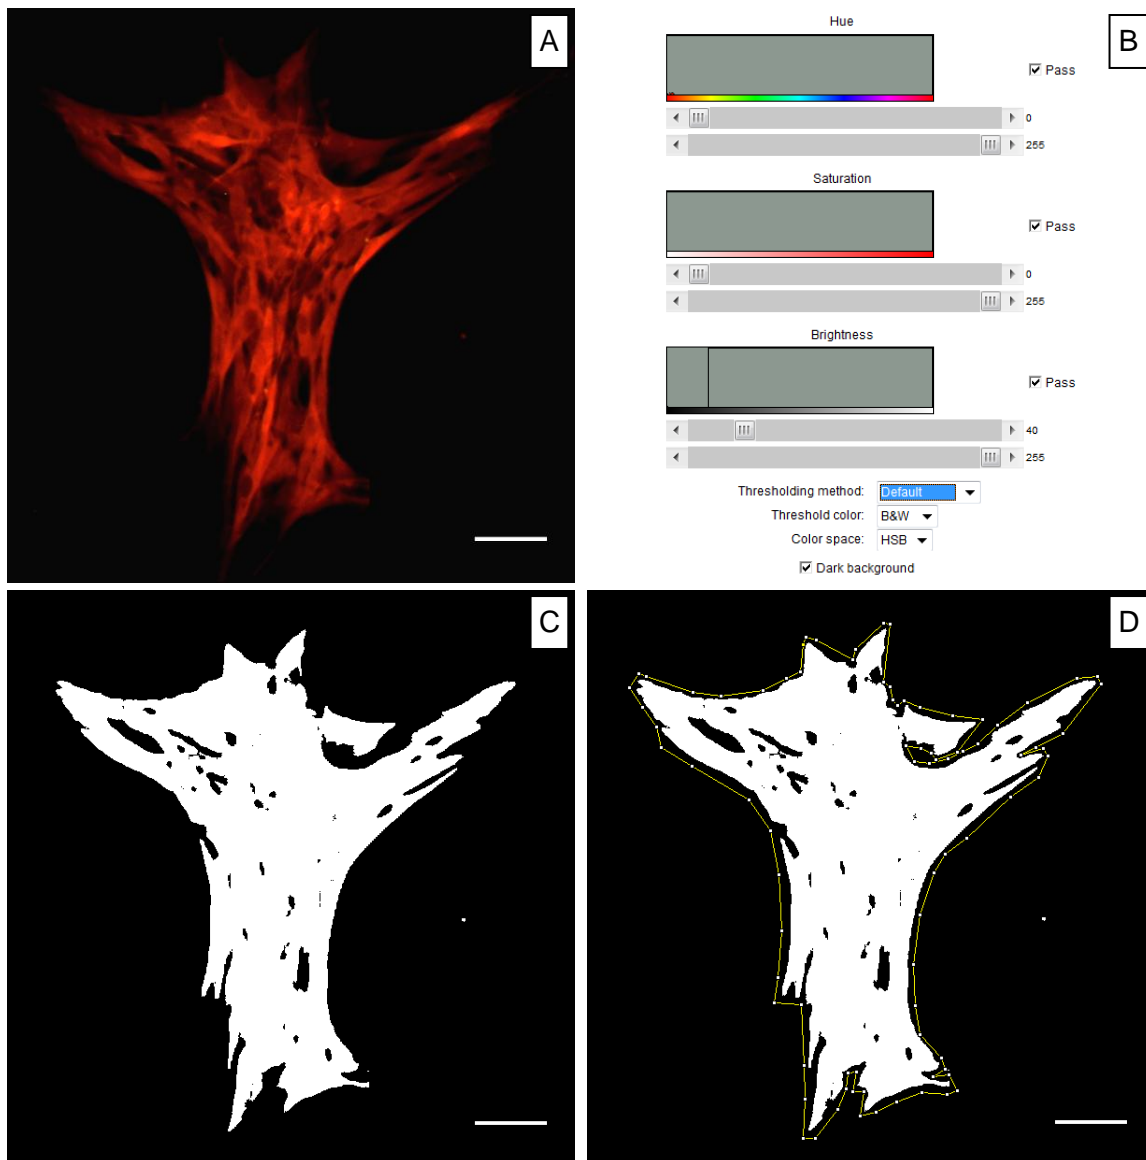 A
B
Hue
Pass
0
255
Saturation
Pass
0
255
Brightness
Pass
40
255
Thresholding method: Default
Threshold color: B&W
Color space: HSB
Dark background
C
D